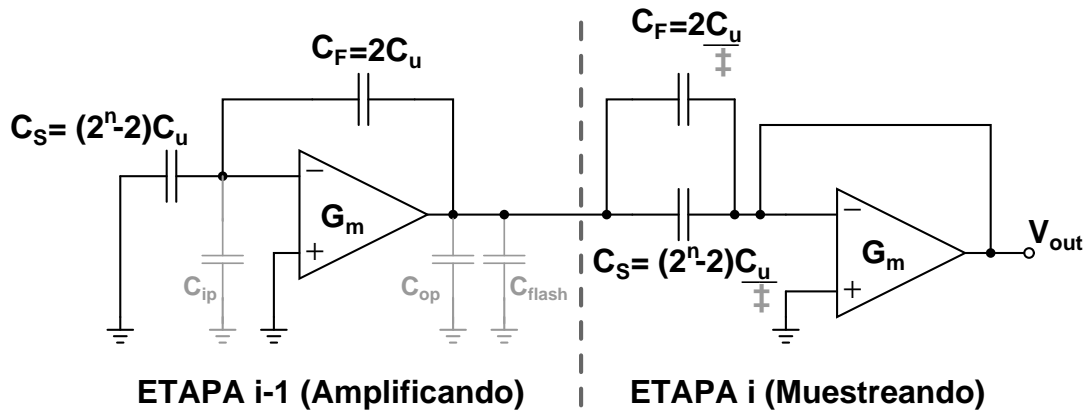 C_F=2C_u
C_S= (2^n-2)C_u
−
+
G_m
C_ip
C_op
C_flash
C_F=2C_u
‡
C_S= (2^n-2)C_u
‡
−
+
G_m
V_out
ETAPA i-1 (Amplificando)
ETAPA i (Muestreando)